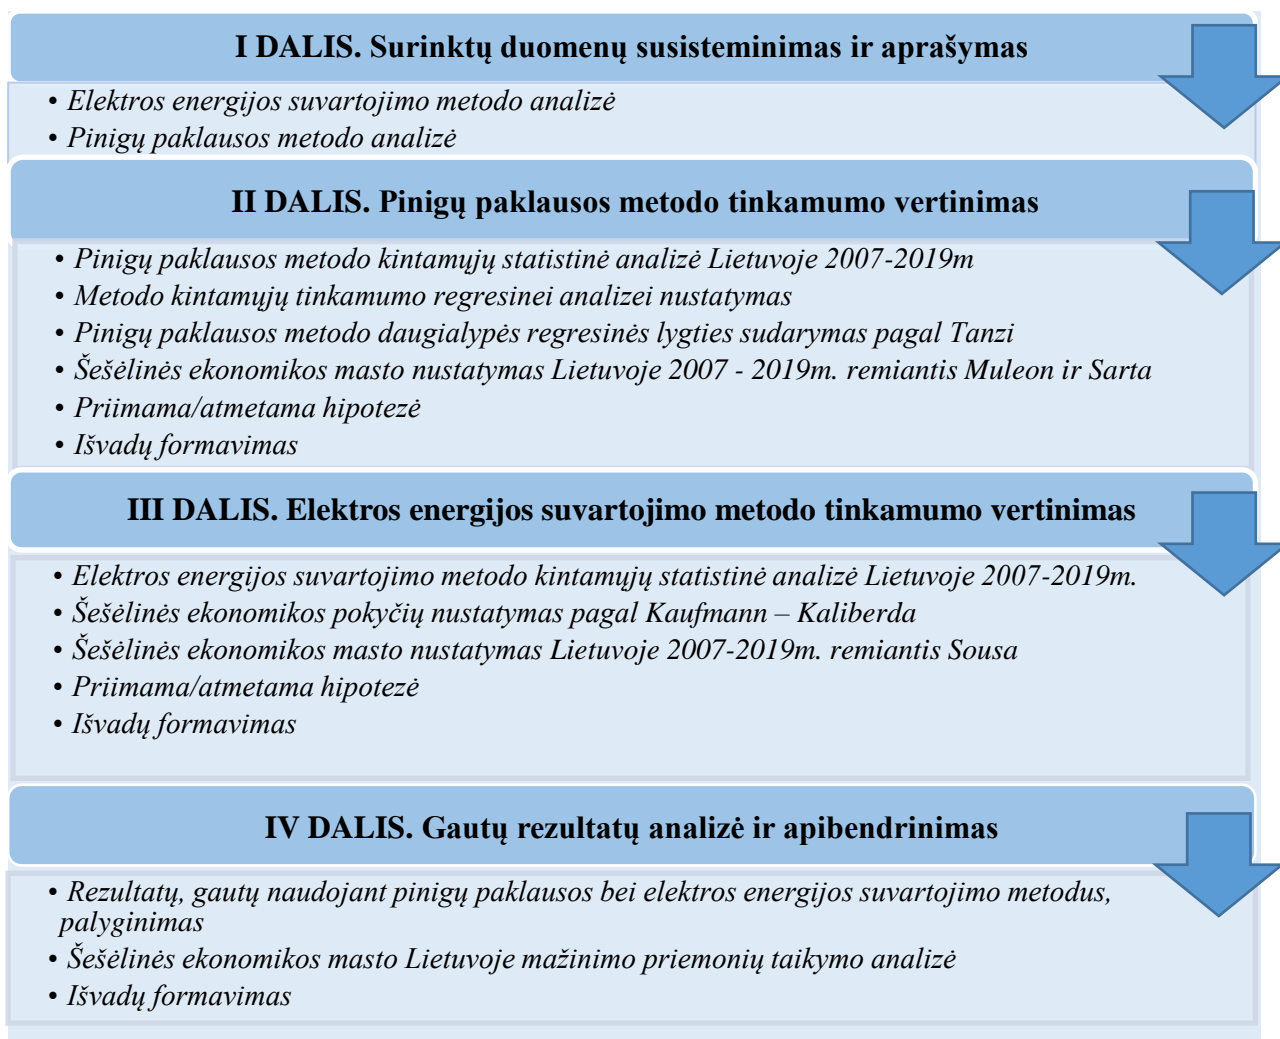 I DALIS. Surinktų duomenų susisteminimas ir aprašymas
• Elektros energijos suvartojimo metodo analizė
• Pinigų paklausos metodo analizė
II DALIS. Pinigų paklausos metodo tinkamumo vertinimas
• Pinigų paklausos metodo kintamųjų statistinė analizė Lietuvoje 2007-2019m
• Metodo kintamųjų tinkamumo regresinei analizei nustatymas
• Pinigų paklausos metodo daugialypės regresinės lygties sudarymas pagal Tanzi
• Šešėlinės ekonomikos masto nustatymas Lietuvoje 2007 - 2019m. remiantis Muleon ir Sarta
• Priimama/atmetama hipotezė
• Išvadų formavimas
III DALIS. Elektros energijos suvartojimo metodo tinkamumo vertinimas
• Elektros energijos suvartojimo metodo kintamųjų statistinė analizė Lietuvoje 2007-2019m.
• Šešėlinės ekonomikos pokyčių nustatymas pagal Kaufmann – Kaliberda
• Šešėlinės ekonomikos masto nustatymas Lietuvoje 2007-2019m. remiantis Sousa
• Priimama/atmetama hipotezė
• Išvadų formavimas
IV DALIS. Gautų rezultatų analizė ir apibendrinimas
• Rezultatų, gautų naudojant pinigų paklausos bei elektros energijos suvartojimo metodus,
palyginimas
• Šešėlinės ekonomikos masto Lietuvoje mažinimo priemonių taikymo analizė
• Išvadų formavimas